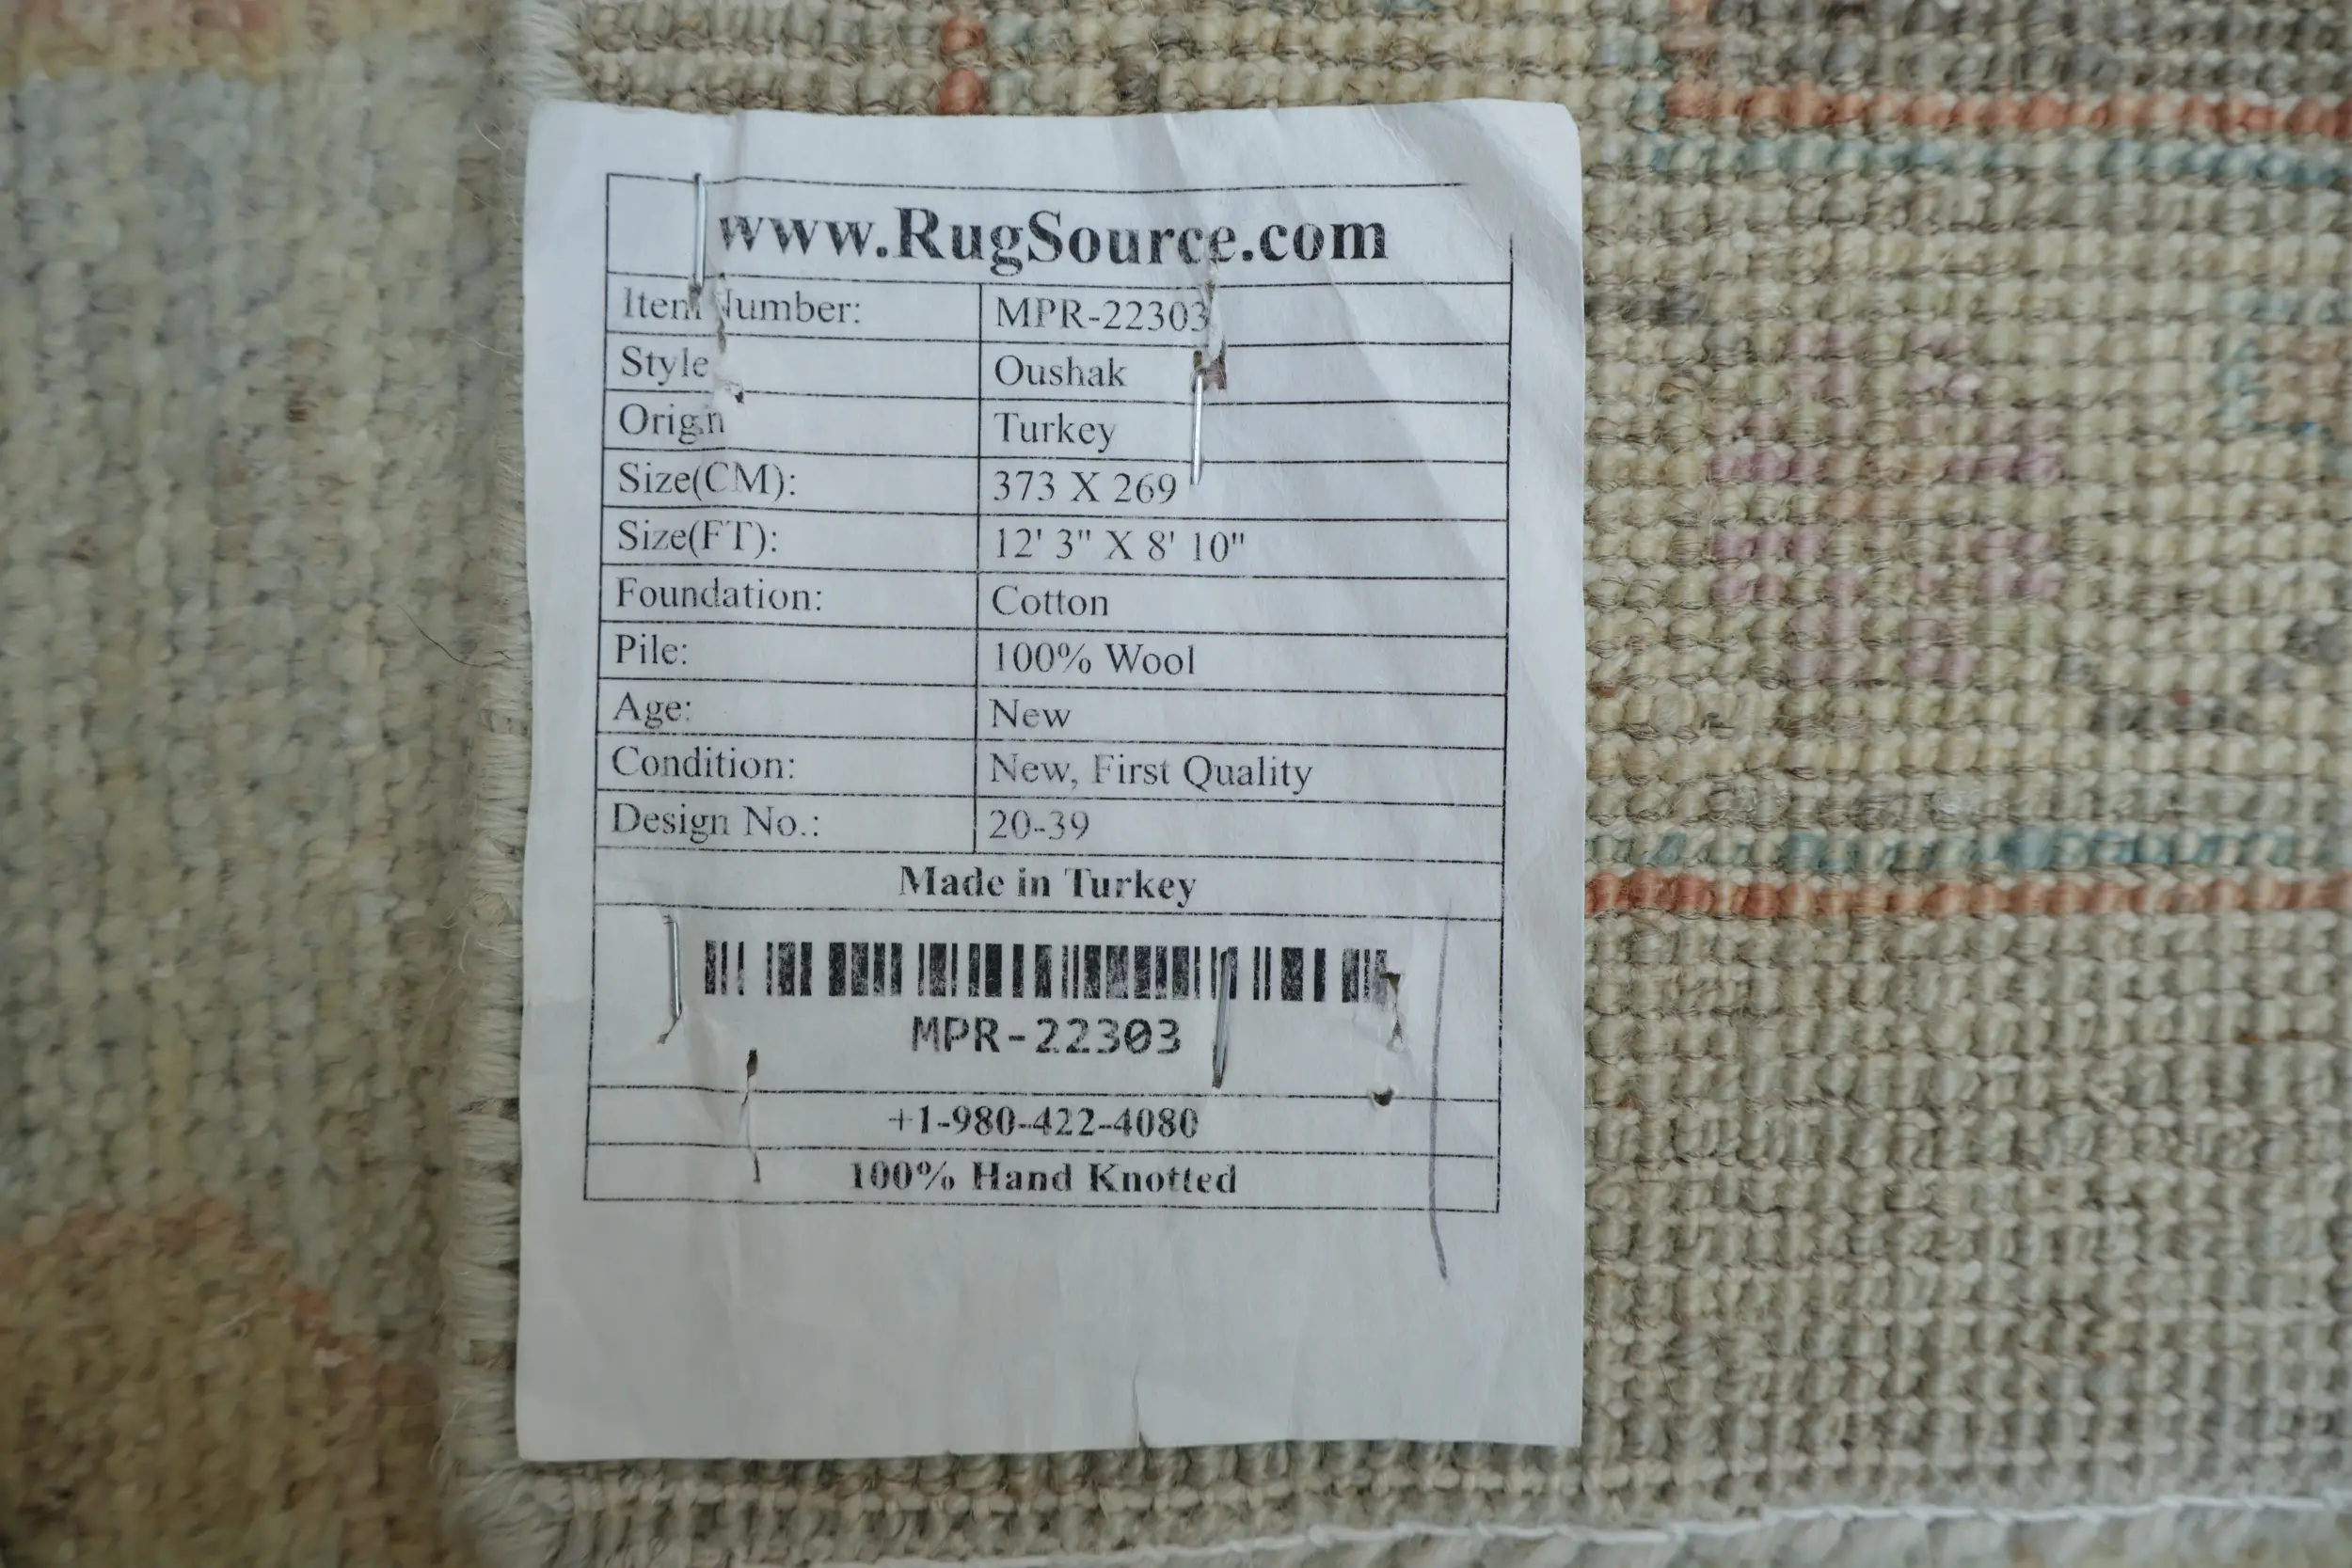 www.RugSource.com
Item Number: MPR-22303
Style Oushak
Origin Turkey
Size(CM): 373 X 269
Size(FT): 12' 3" X 8' 10"
Foundation: Cotton
Pile: 100% Wool
Age: New
Condition: New, First Quality
Design No.: 20-39
Made in Turkey
MPR-22303
+1-980-422-4080
100% Hand Knotted